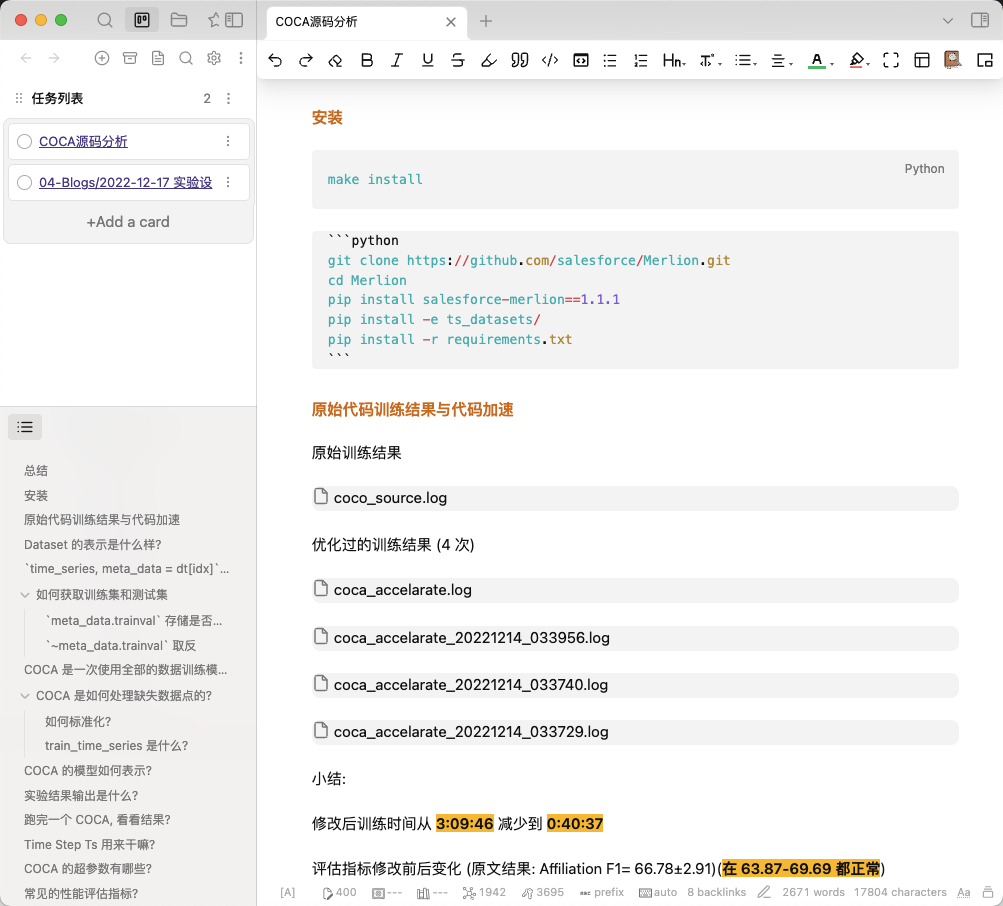 COCA源码分析
任务列表
2
COCA源码分析
04-Blogs/2022-12-17 实验设
+Add a card
总结
安装
原始代码训练结果与代码加速
Dataset 的表示是什么样?
`time_series, meta_data = dt[idx]`...
如何获取训练集和测试集
`meta_data.trainval` 存储是否...
`~meta_data.trainval` 取反
COCA 是一次使用全部的数据训练模...
COCA 是如何处理缺失数据点的?
如何标准化?
train_time_series 是什么?
COCA 的模型如何表示?
实验结果输出是什么?
跑完一个 COCA, 看看结果?
Time Step Ts 用来干嘛?
COCA 的超参数有哪些?
常见的性能评估指标?
安装
Python
make install
```python
git clone https://github.com/salesforce/Merlion.git
cd Merlion
pip install salesforce-merlion==1.1.1
pip install -e ts_datasets/
pip install -r requirements.txt
```
原始代码训练结果与代码加速
原始训练结果
coco_source.log
优化过的训练结果 (4 次)
coca_accelarate.log
coca_accelarate_20221214_033956.log
coca_accelarate_20221214_033740.log
coca_accelarate_20221214_033729.log
小结:
修改后训练时间从 3:09:46 减少到 0:40:37
评估指标修改前后变化 (原文结果: Affiliation F1= 66.78±2.91)(在 63.87-69.69 都正常)
[A] 400 --- --- 1942 3695 prefix auto 8 backlinks 2671 words 17804 characters Aa